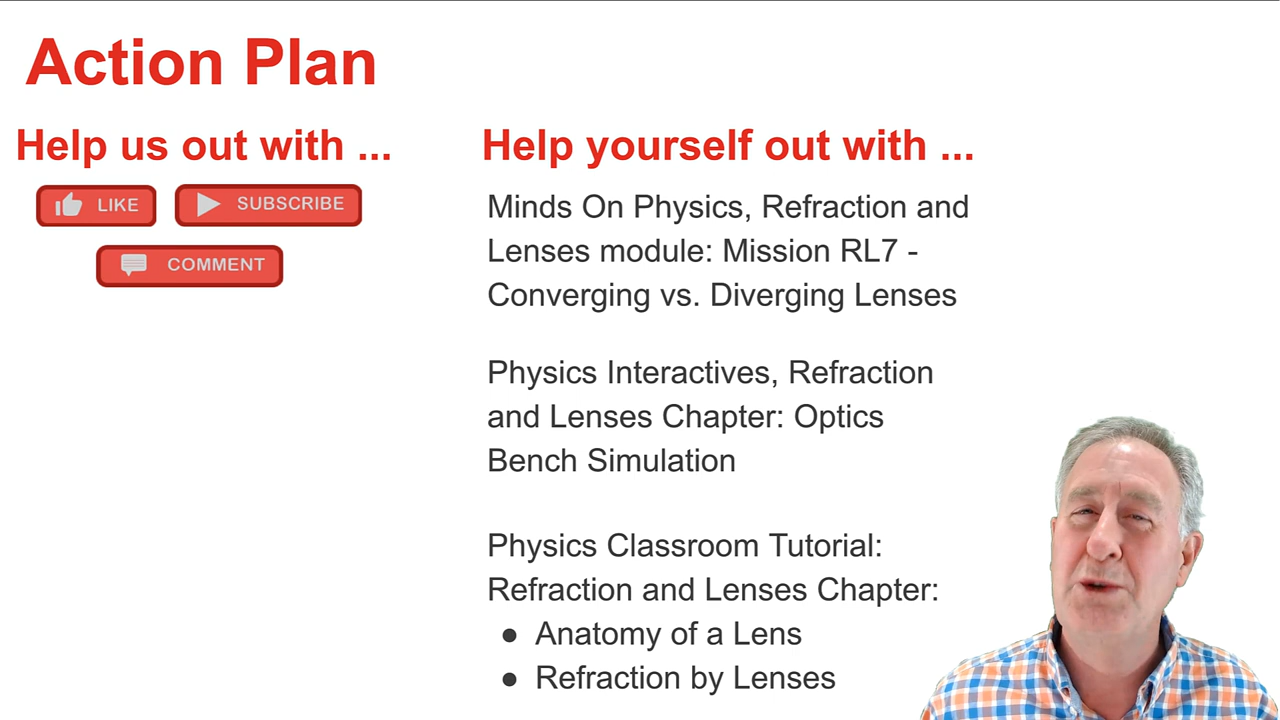 Action Plan
Help us out with ...
LIKE
SUBSCRIBE
COMMENT
Help yourself out with ...
Minds On Physics, Refraction and
Lenses module: Mission RL7 -
Converging vs. Diverging Lenses
Physics Interactives, Refraction
and Lenses Chapter: Optics
Bench Simulation
Physics Classroom Tutorial:
Refraction and Lenses Chapter:
● Anatomy of a Lens
● Refraction by Lenses